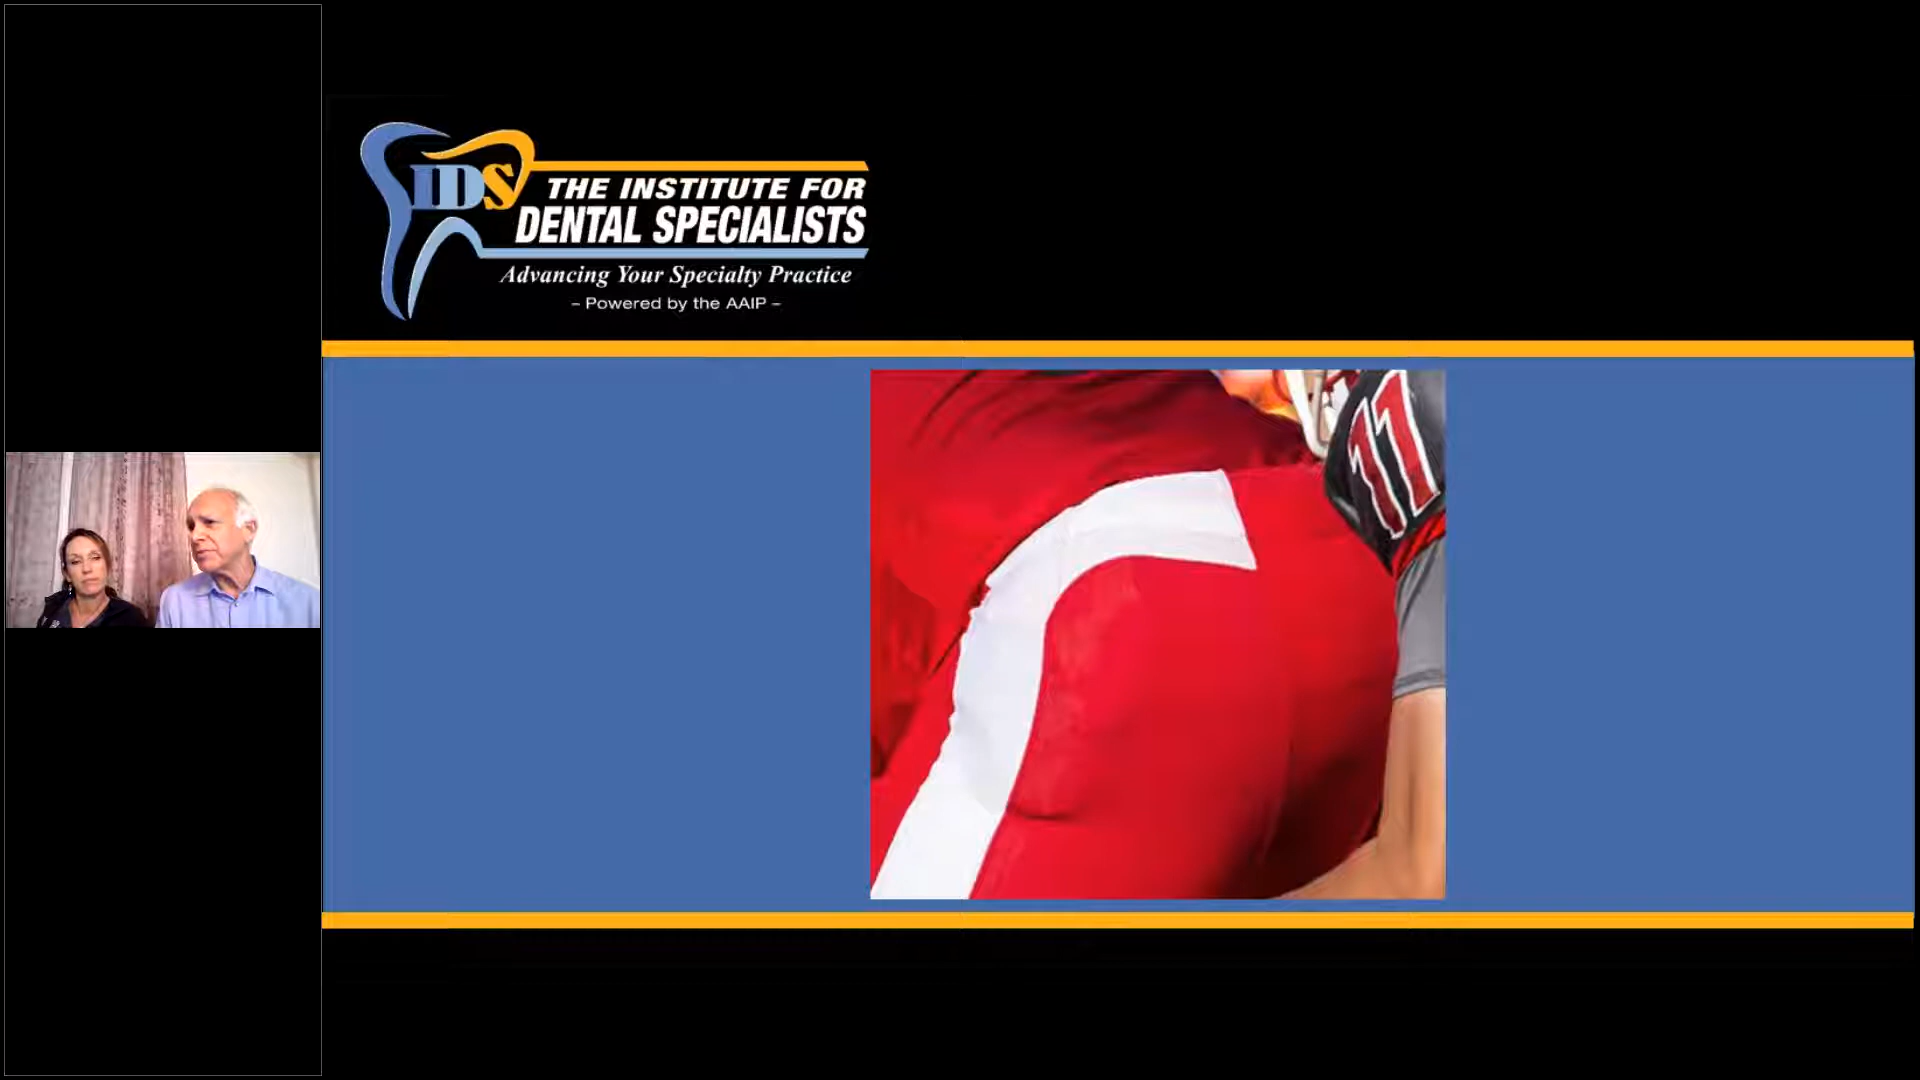 IDS
THE INSTITUTE FOR
DENTAL SPECIALISTS
Advancing Your Specialty Practice
– Powered by the AAIP –
11